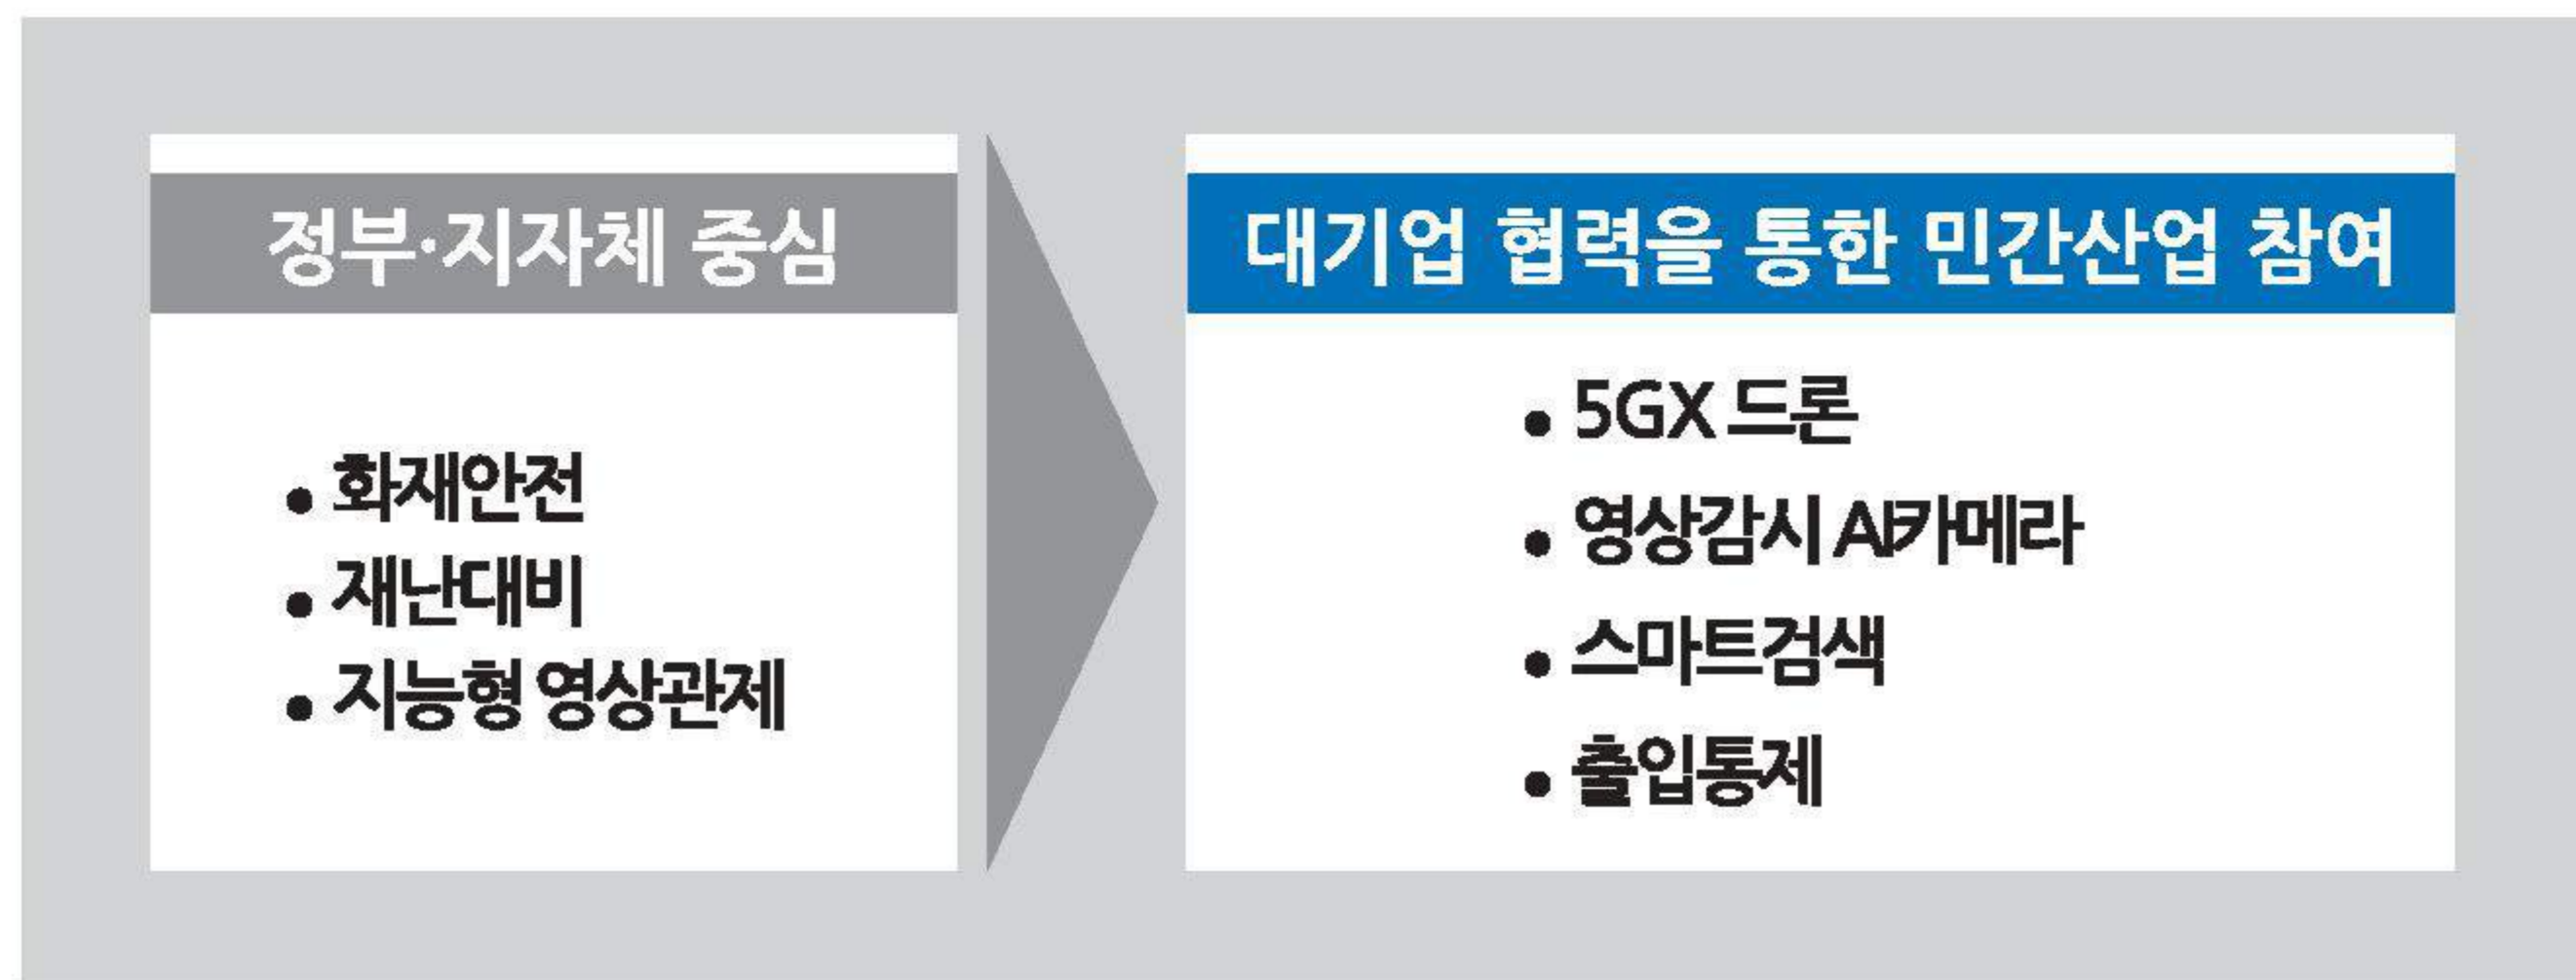 정부·지자체 중심
• 화재안전
• 재난대비
• 지능형 영상관제
대기업 협력을 통한 민간산업 참여
• 5GX 드론
• 영상감시 AI카메라
• 스마트검색
• 출입통제